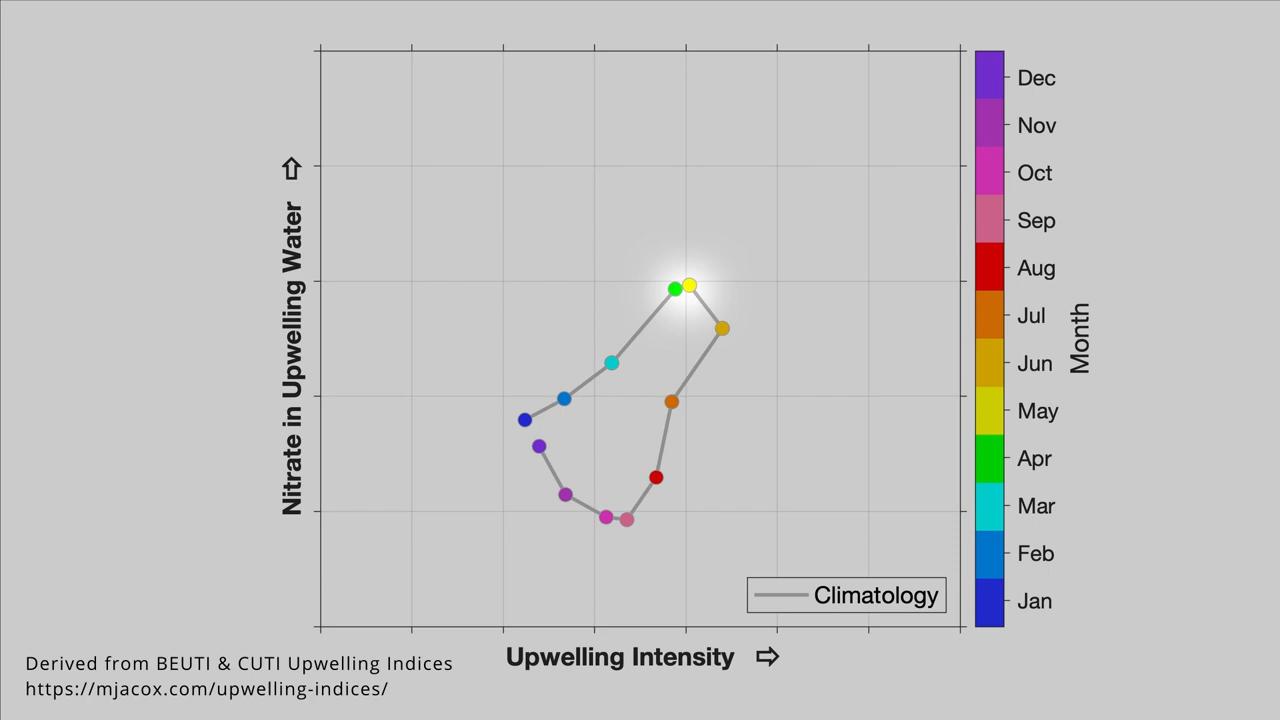 Nitrate in Upwelling Water
Upwelling Intensity
Climatology
Dec
Nov
Oct
Sep
Aug
Jul
Jun
May
Apr
Mar
Feb
Jan
Month
Derived from BEUTI & CUTI Upwelling Indices
https://mjacox.com/upwelling-indices/